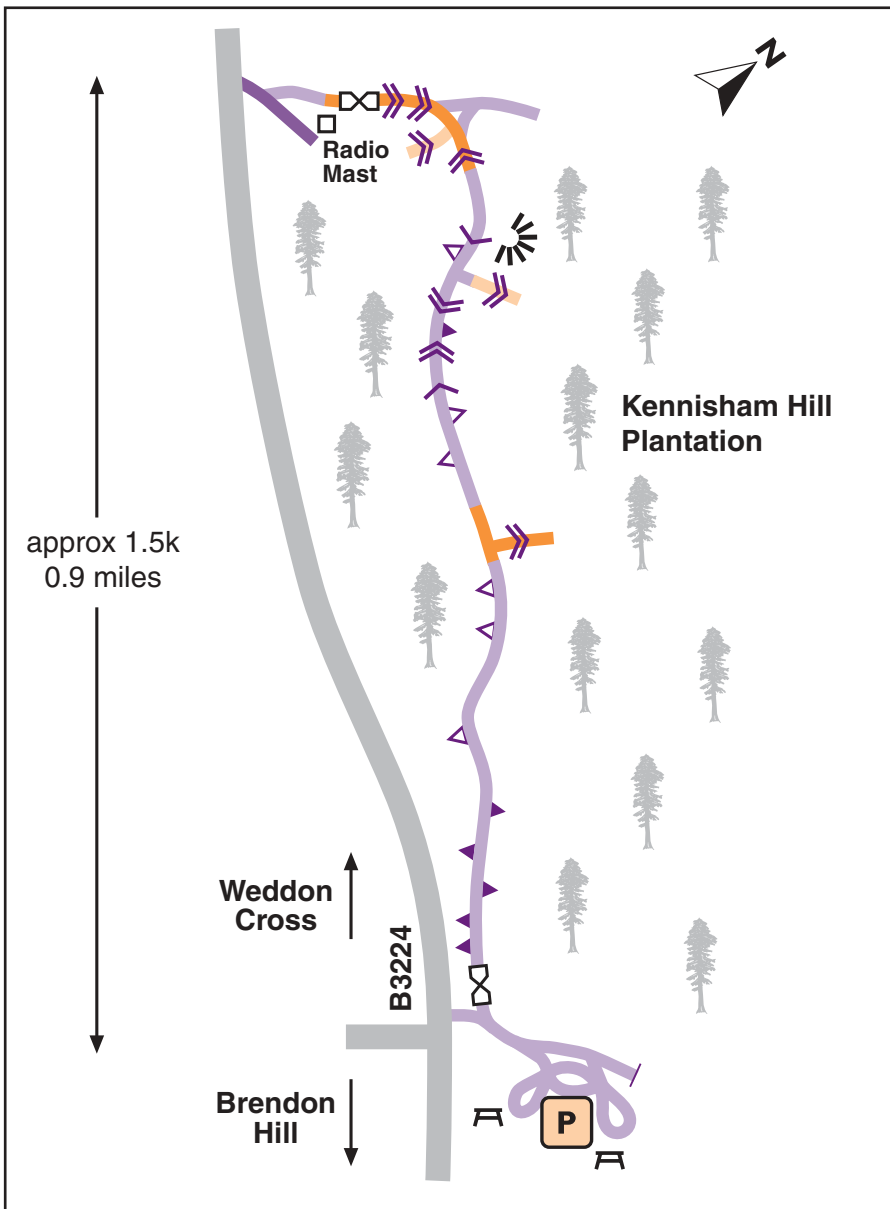 N
Radio
Mast
Kennisham Hill
Plantation
approx 1.5k
0.9 miles
Weddon
Cross
B3224
Brendon
Hill
P